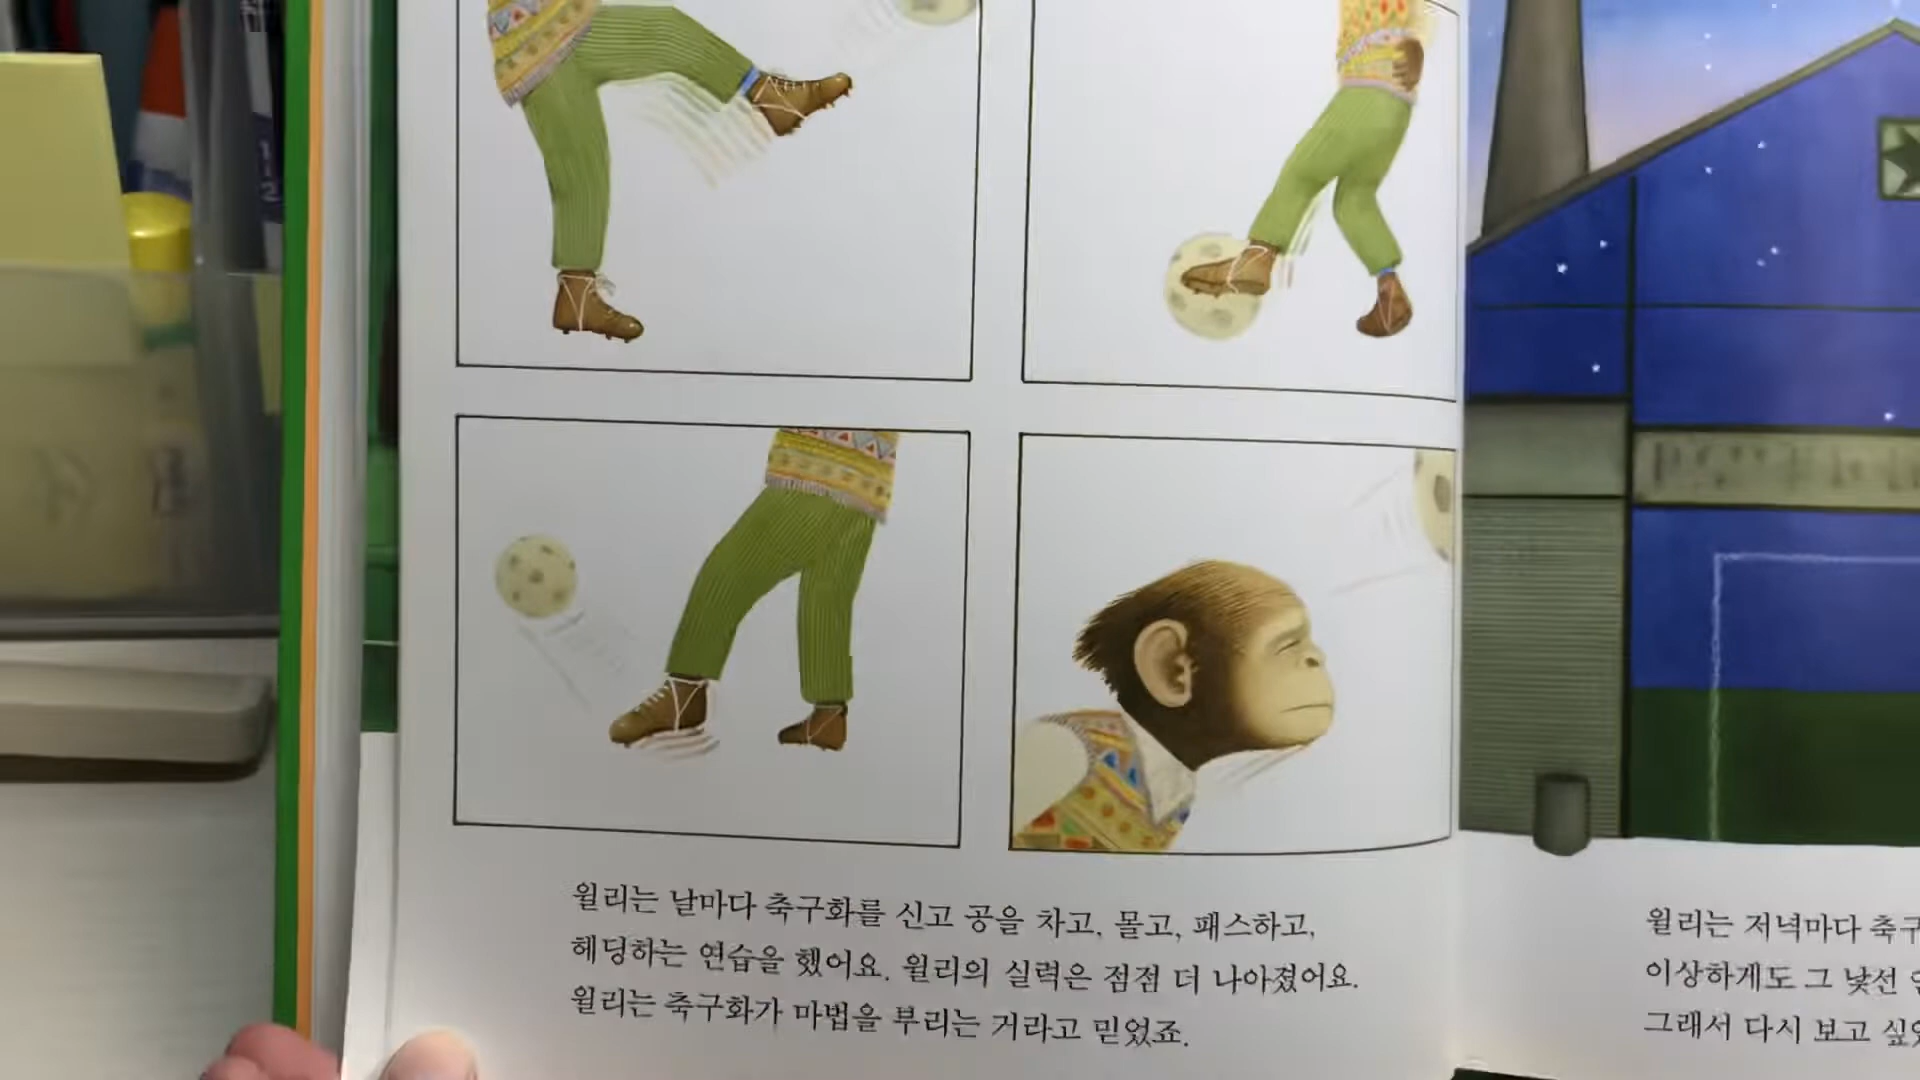 윌리는 날마다 축구화를 신고 공을 차고, 몰고, 패스하고,
헤딩하는 연습을 했어요. 윌리의 실력은 점점 더 나아졌어요.
윌리는 축구화가 마법을 부리는 거라고 믿었죠.
윌리는 저녁마다
이상하게도 그 낯선
그래서 다시 보고